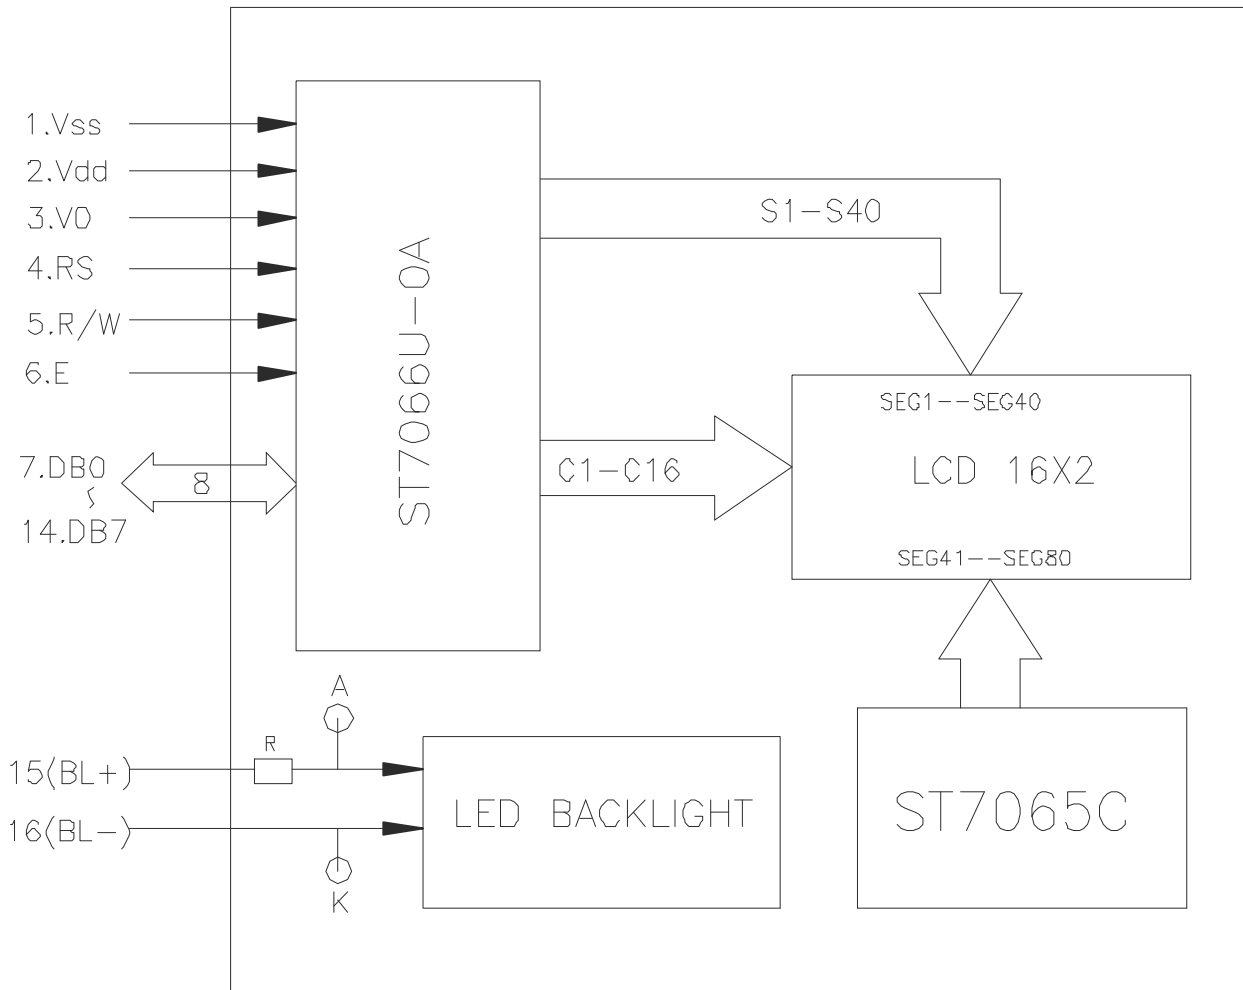 1.Vss
2.Vdd
3.V0
4.RS
5.R/W
6.E
7.DB0
~
14.DB7
8
ST7066U-0A
S1-S40
C1-C16
SEG1--SEG40
LCD 16X2
SEG41--SEG80
ST7065C
A
R
15(BL+)
16(BL-)
K
LED BACKLIGHT